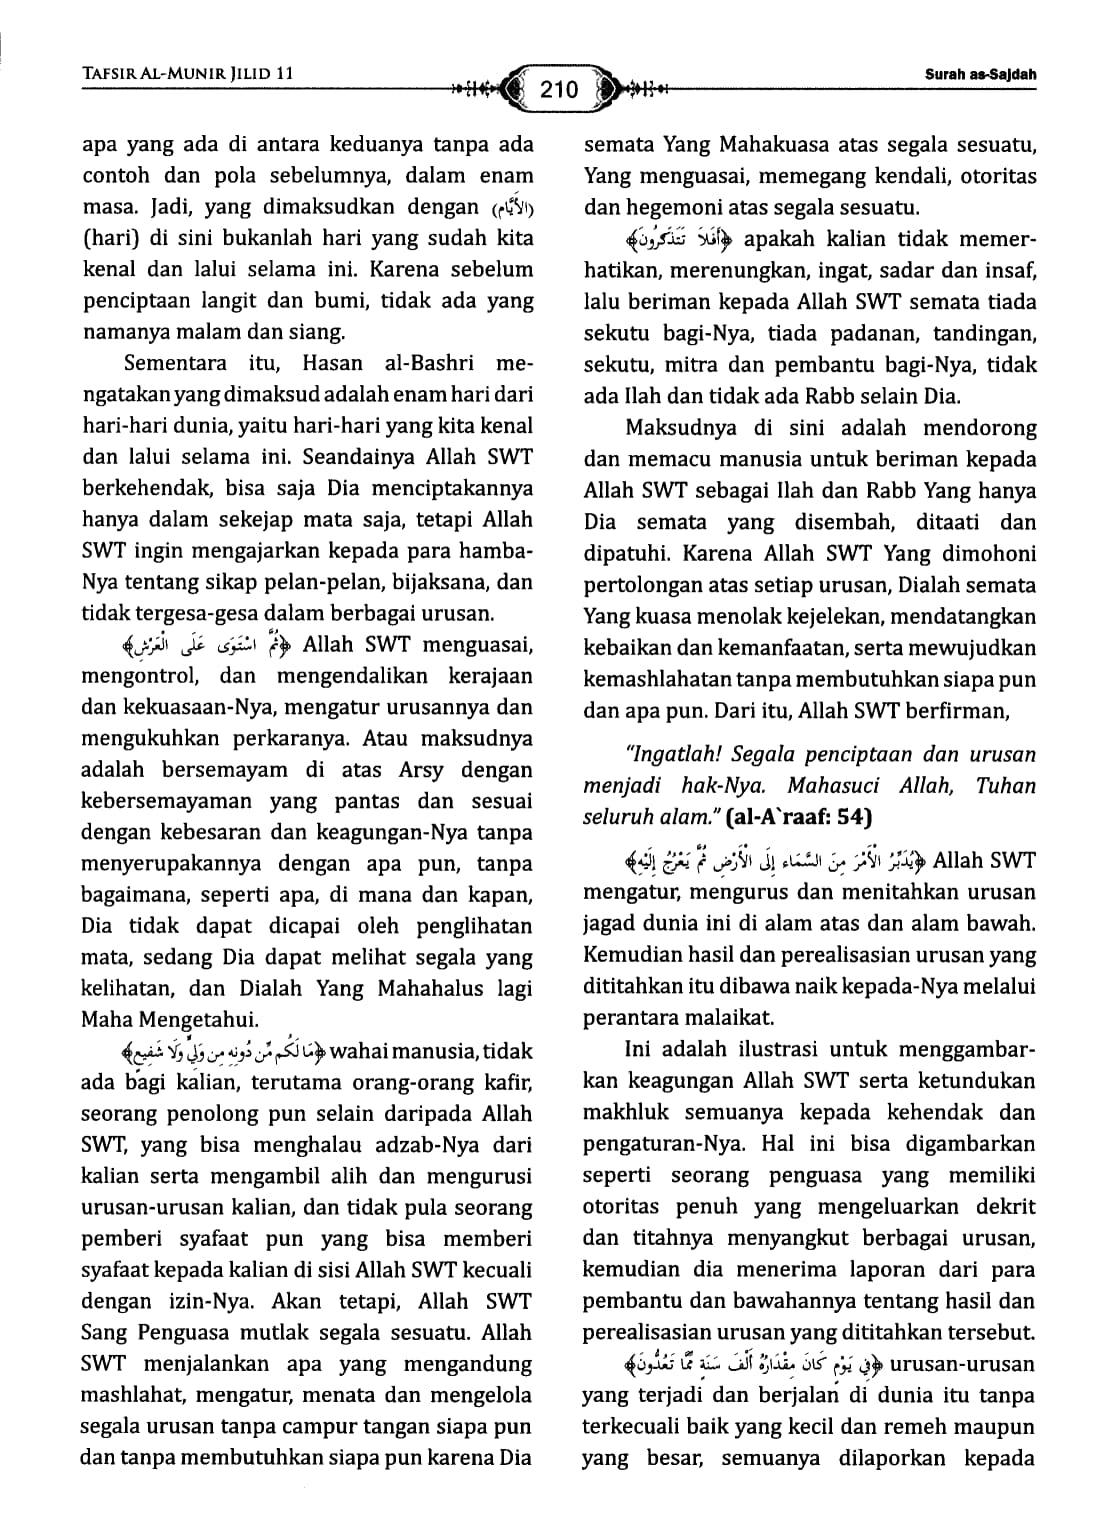 TAFSIR AL-MUNIR JILID 11
210
Surah as-Sajdah
apa yang ada di antara keduanya tanpa ada
contoh dan pola sebelumnya, dalam enam
masa. Jadi, yang dimaksudkan dengan (الأَيَّامِ)
(hari) di sini bukanlah hari yang sudah kita
kenal dan lalui selama ini. Karena sebelum
penciptaan langit dan bumi, tidak ada yang
namanya malam dan siang.
Sementara itu, Hasan al-Bashri me-
ngatakan yang dimaksud adalah enam hari dari
hari-hari dunia, yaitu hari-hari yang kita kenal
dan lalui selama ini. Seandainya Allah SWT
berkehendak, bisa saja Dia menciptakannya
hanya dalam sekejap mata saja, tetapi Allah
SWT ingin mengajarkan kepada para hamba-
Nya tentang sikap pelan-pelan, bijaksana, dan
tidak tergesa-gesa dalam berbagai urusan.
﴿ثُمَّ اسْتَوَى عَلَى الْعَرْشِ﴾ Allah SWT menguasai,
mengontrol, dan mengendalikan kerajaan
dan kekuasaan-Nya, mengatur urusannya dan
mengukuhkan perkaranya. Atau maksudnya
adalah bersemayam di atas Arsy dengan
kebersemayaman yang pantas dan sesuai
dengan kebesaran dan keagungan-Nya tanpa
menyerupakannya dengan apa pun, tanpa
bagaimana, seperti apa, di mana dan kapan,
Dia tidak dapat dicapai oleh penglihatan
mata, sedang Dia dapat melihat segala yang
kelihatan, dan Dialah Yang Mahahalus lagi
Maha Mengetahui.
﴿مَا لَكُم مِّن دُونِهِ مِن وَلِيٍّ وَلَا شَفِيعٍ﴾ wahai manusia, tidak
ada bagi kalian, terutama orang-orang kafir,
seorang penolong pun selain daripada Allah
SWT, yang bisa menghalau adzab-Nya dari
kalian serta mengambil alih dan mengurusi
urusan-urusan kalian, dan tidak pula seorang
pemberi syafaat pun yang bisa memberi
syafaat kepada kalian di sisi Allah SWT kecuali
dengan izin-Nya. Akan tetapi, Allah SWT
Sang Penguasa mutlak segala sesuatu. Allah
SWT menjalankan apa yang mengandung
mashlahat, mengatur, menata dan mengelola
segala urusan tanpa campur tangan siapa pun
dan tanpa membutuhkan siapa pun karena Dia
semata Yang Mahakuasa atas segala sesuatu,
Yang menguasai, memegang kendali, otoritas
dan hegemoni atas segala sesuatu.
﴿أَفَلَا تَتَذَكَّرُونَ﴾ apakah kalian tidak memer-
hatikan, merenungkan, ingat, sadar dan insaf,
lalu beriman kepada Allah SWT semata tiada
sekutu bagi-Nya, tiada padanan, tandingan,
sekutu, mitra dan pembantu bagi-Nya, tidak
ada Ilah dan tidak ada Rabb selain Dia.
Maksudnya di sini adalah mendorong
dan memacu manusia untuk beriman kepada
Allah SWT sebagai Ilah dan Rabb Yang hanya
Dia semata yang disembah, ditaati dan
dipatuhi. Karena Allah SWT Yang dimohoni
pertolongan atas setiap urusan, Dialah semata
Yang kuasa menolak kejelekan, mendatangkan
kebaikan dan kemanfaatan, serta mewujudkan
kemashlahatan tanpa membutuhkan siapa pun
dan apa pun. Dari itu, Allah SWT berfirman,
"Ingatlah! Segala penciptaan dan urusan
menjadi hak-Nya. Mahasuci Allah, Tuhan
seluruh alam." (al-A`raaf: 54)
﴿يُدَبِّرُ الْأَمْرَ مِنَ السَّمَاء إِلَى الْأَرْضِ ثُمَّ يَعْرُجُ إِلَيْهِ﴾ Allah SWT
mengatur, mengurus dan menitahkan urusan
jagad dunia ini di alam atas dan alam bawah.
Kemudian hasil dan perealisasian urusan yang
dititahkan itu dibawa naik kepada-Nya melalui
perantara malaikat.
Ini adalah ilustrasi untuk menggambar-
kan keagungan Allah SWT serta ketundukan
makhluk semuanya kepada kehendak dan
pengaturan-Nya. Hal ini bisa digambarkan
seperti seorang penguasa yang memiliki
otoritas penuh yang mengeluarkan dekrit
dan titahnya menyangkut berbagai urusan,
kemudian dia menerima laporan dari para
pembantu dan bawahannya tentang hasil dan
perealisasian urusan yang dititahkan tersebut.
﴿فِي يَوْمٍ كَانَ مِقْدَارُهُ أَلْفَ سَنَةٍ مِّمَّا تَعُدُّونَ﴾ urusan-urusan
yang terjadi dan berjalan di dunia itu tanpa
terkecuali baik yang kecil dan remeh maupun
yang besar, semuanya dilaporkan kepada